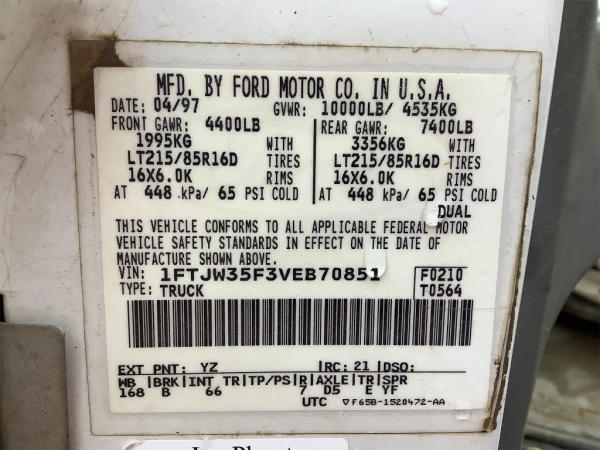 MFD. BY FORD MOTOR CO. IN U.S.A.
DATE: 04/97 GVWR: 10000LB/ 4535KG
FRONT GAWR: 4400LB REAR GAWR: 7400LB
1995KG WITH 3356KG WITH
LT215/85R16D TIRES LT215/85R16D TIRES
16X6.0K RIMS 16X6.0K RIMS
AT 448 kPa/ 65 PSI COLD AT 448 kPa/ 65 PSI COLD
DUAL
THIS VEHICLE CONFORMS TO ALL APPLICABLE FEDERAL MOTOR
VEHICLE SAFETY STANDARDS IN EFFECT ON THE DATE OF
MANUFACTURE SHOWN ABOVE.
VIN: 1FTJW35F3VEB70851 F0210
TYPE: TRUCK T0564
EXT PNT: YZ RC: 21 DSO:
WB BRK INT TR TP/PS R AXLE TR SPR
168 B 66 7 D5 E YF
UTC ▽F65B-1520472-AA